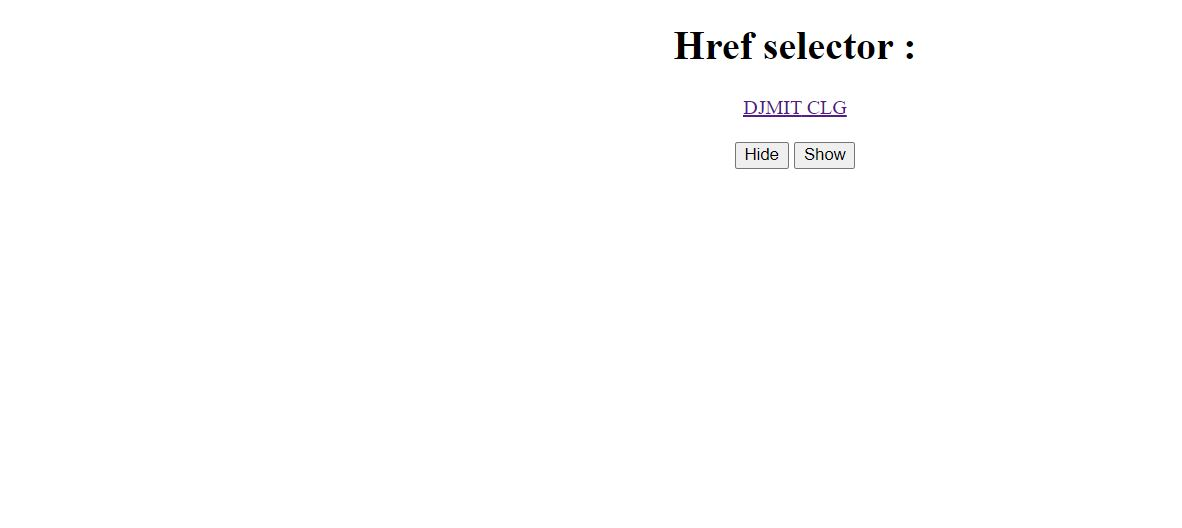 Href selector :
DJMIT CLG
Hide Show